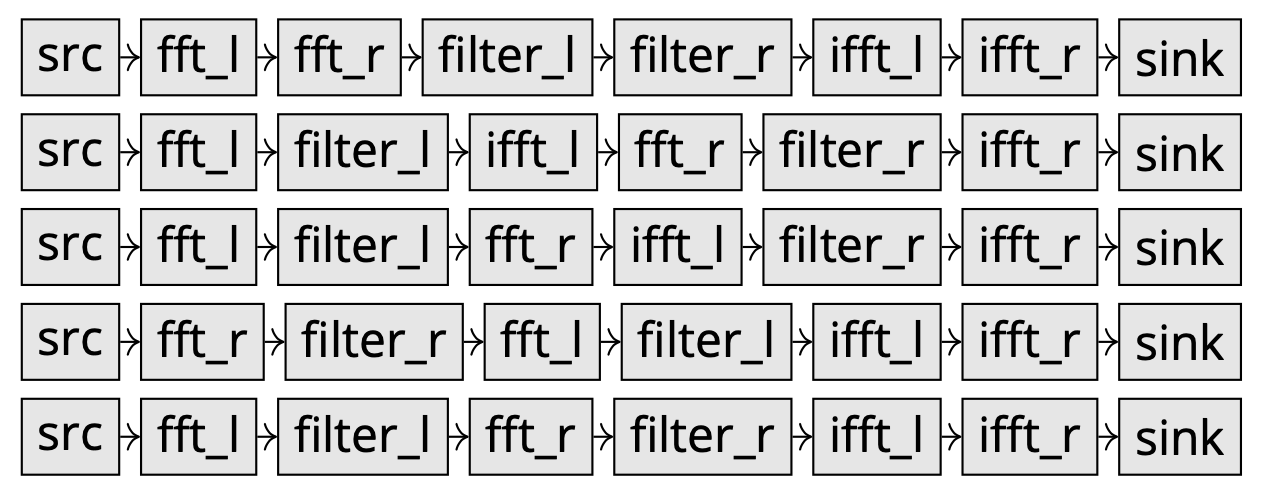 src fft_l fft_r filter_l filter_r ifft_l ifft_r sink
src fft_l filter_l ifft_l fft_r filter_r ifft_r sink
src fft_l filter_l fft_r ifft_l filter_r ifft_r sink
src fft_r filter_r fft_l filter_l ifft_l ifft_r sink
src fft_l filter_l fft_r filter_r ifft_l ifft_r sink